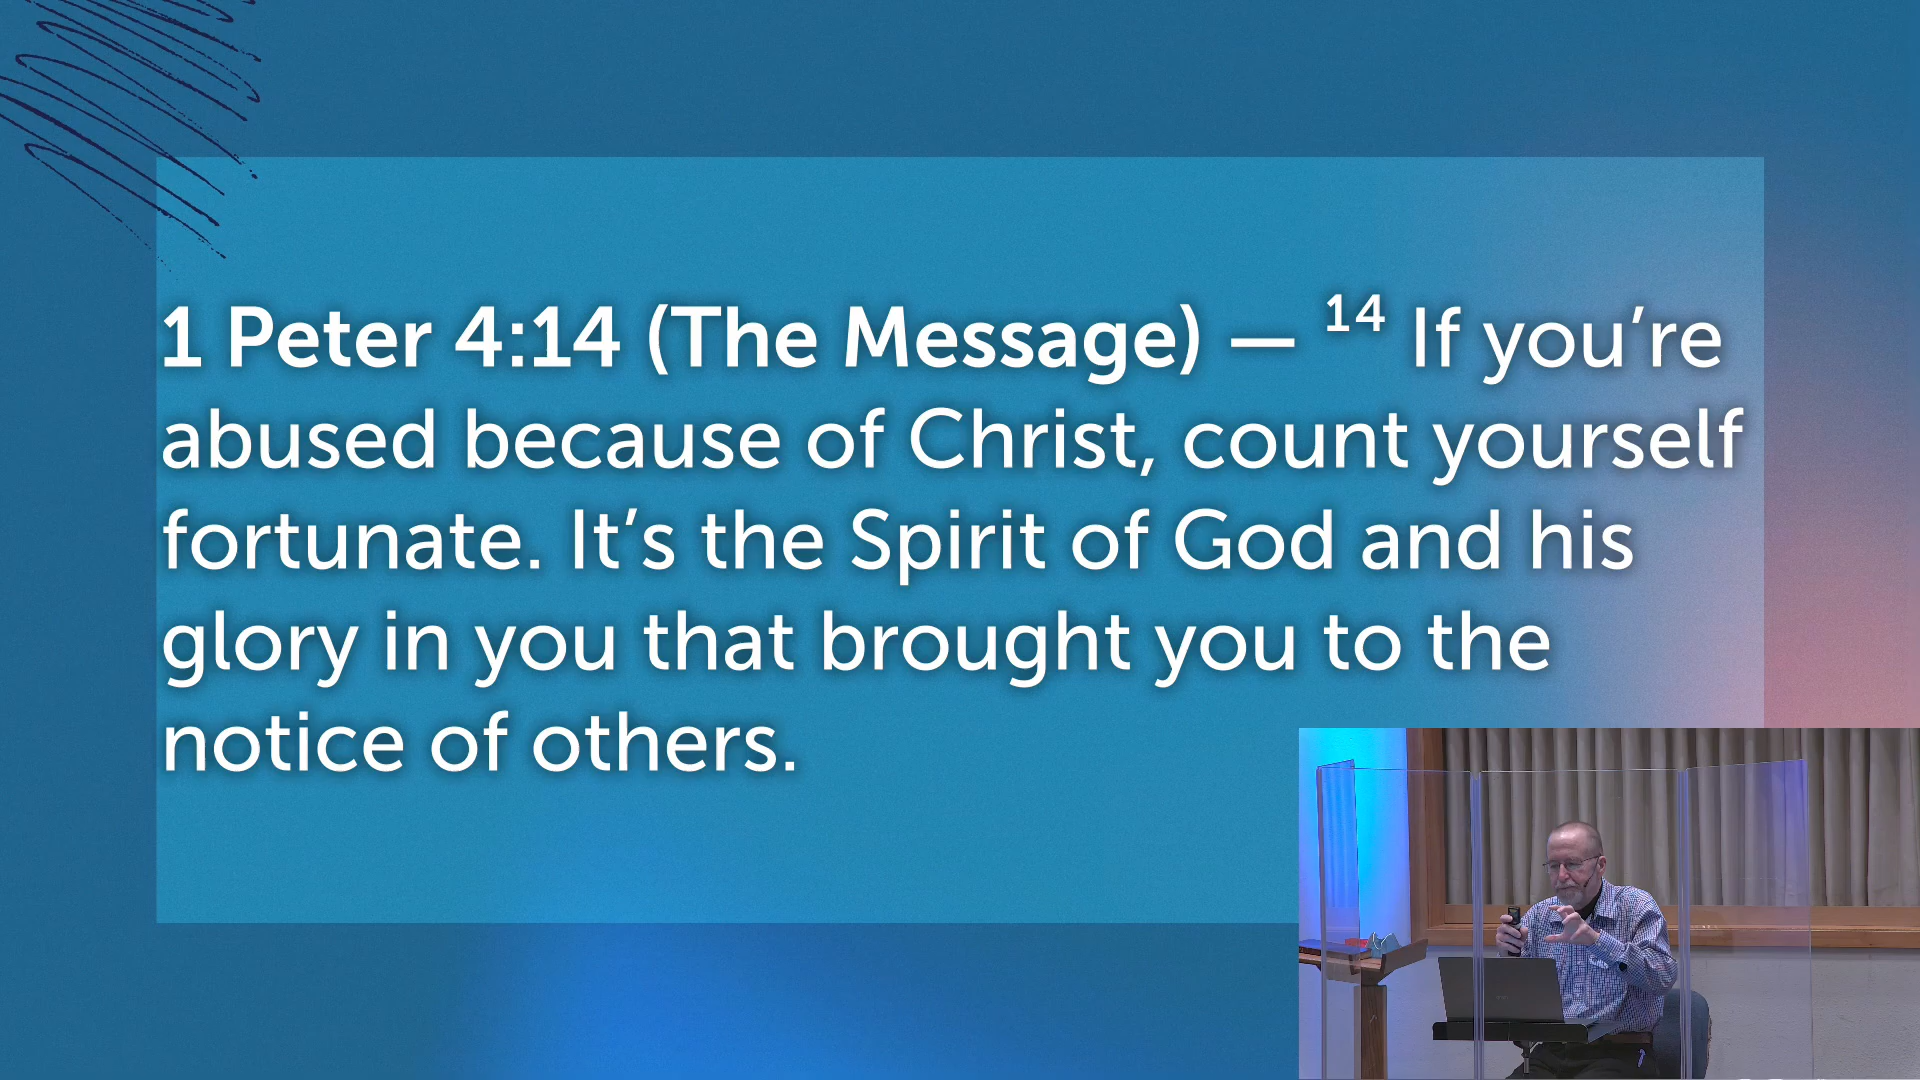 1 Peter 4:14 (The Message) — ¹⁴ If you’re
abused because of Christ, count yourself
fortunate. It’s the Spirit of God and his
glory in you that brought you to the
notice of others.